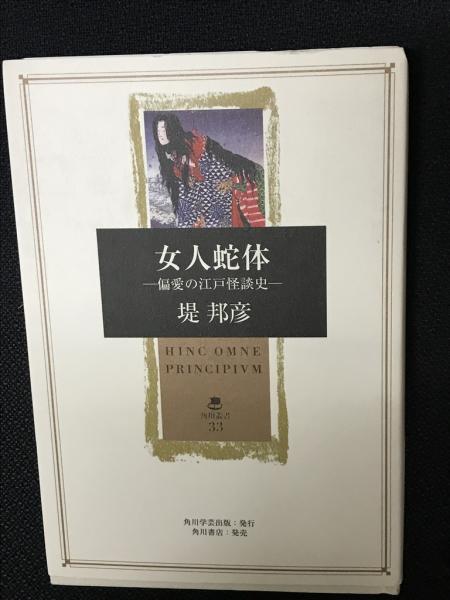 女人蛇体
―偏愛の江戸怪談史―
堤 邦彦
HINC OMNE
PRINCIPIVM
角川叢書
33
角川学芸出版：発行
角川書店：発売